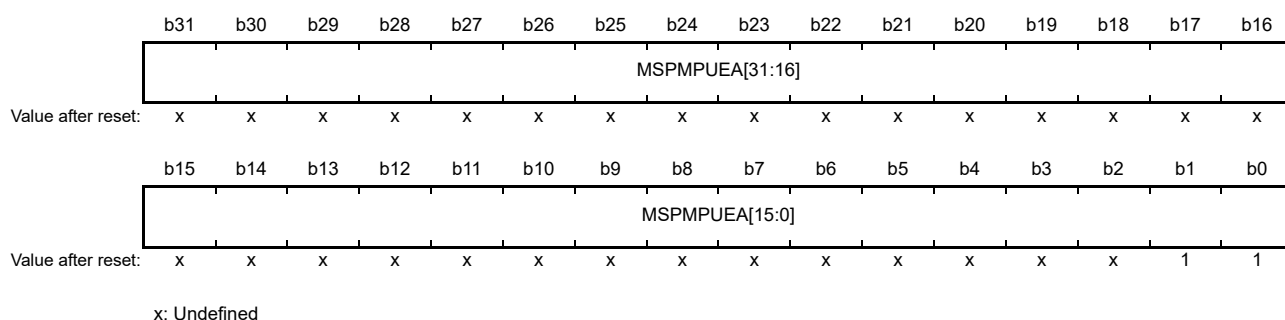 b31 b30 b29 b28 b27 b26 b25 b24 b23 b22 b21 b20 b19 b18 b17 b16
MSPMPUEA[31:16]
Value after reset: x x x x x x x x x x x x x x x x
b15 b14 b13 b12 b11 b10 b9 b8 b7 b6 b5 b4 b3 b2 b1 b0
MSPMPUEA[15:0]
Value after reset: x x x x x x x x x x x x x x 1 1
x: Undefined